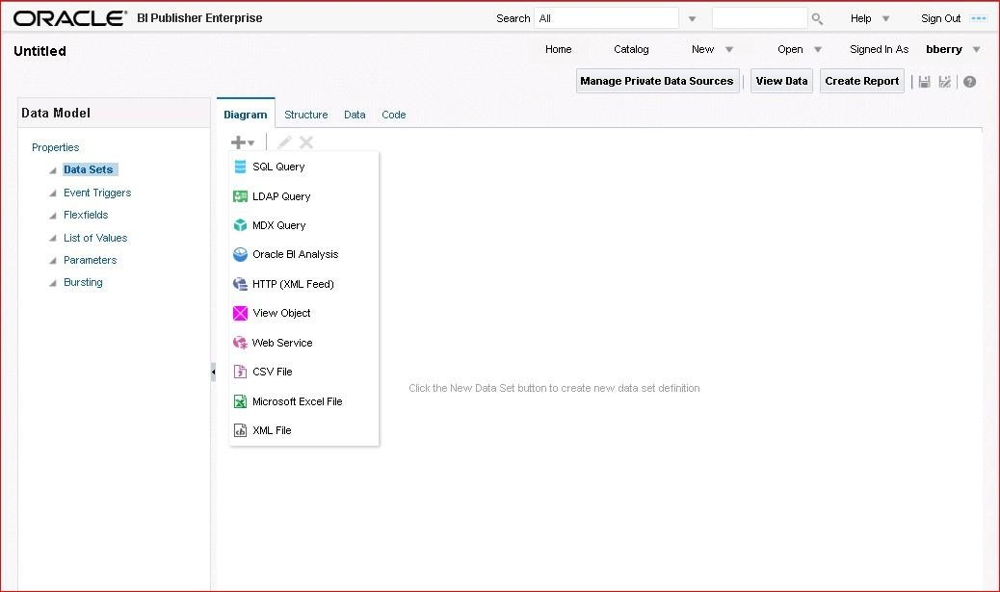 ORACLE BI Publisher Enterprise Search All Help Sign Out
Untitled Home Catalog New Open Signed In As bberry
Manage Private Data Sources View Data Create Report
Data Model
Properties
Data Sets
Event Triggers
Flexfields
List of Values
Parameters
Bursting
Diagram Structure Data Code
SQL Query
LDAP Query
MDX Query
Oracle BI Analysis
HTTP (XML Feed)
View Object
Web Service
CSV File
Microsoft Excel File
XML File
Click the New Data Set button to create new data set definition